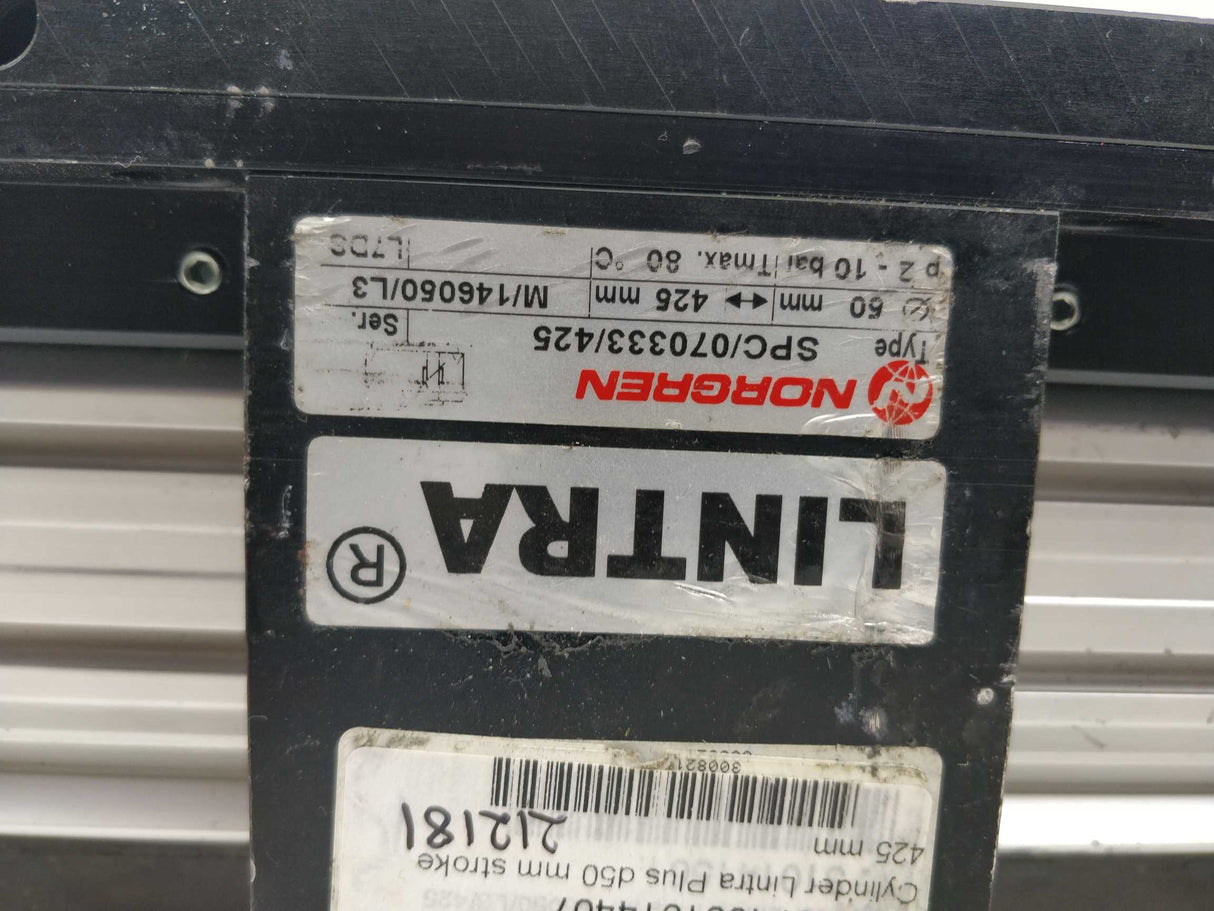 Cylinder Lintra Plus d50 mm stroke
425 mm
212181
LINTRA ®
NORGREN
Type SPC/070333/425 Ser.
⌀ 50 mm ↔ 425 mm M/146050/L3
p 2 - 10 bar Tmax. 80 °C L7DS